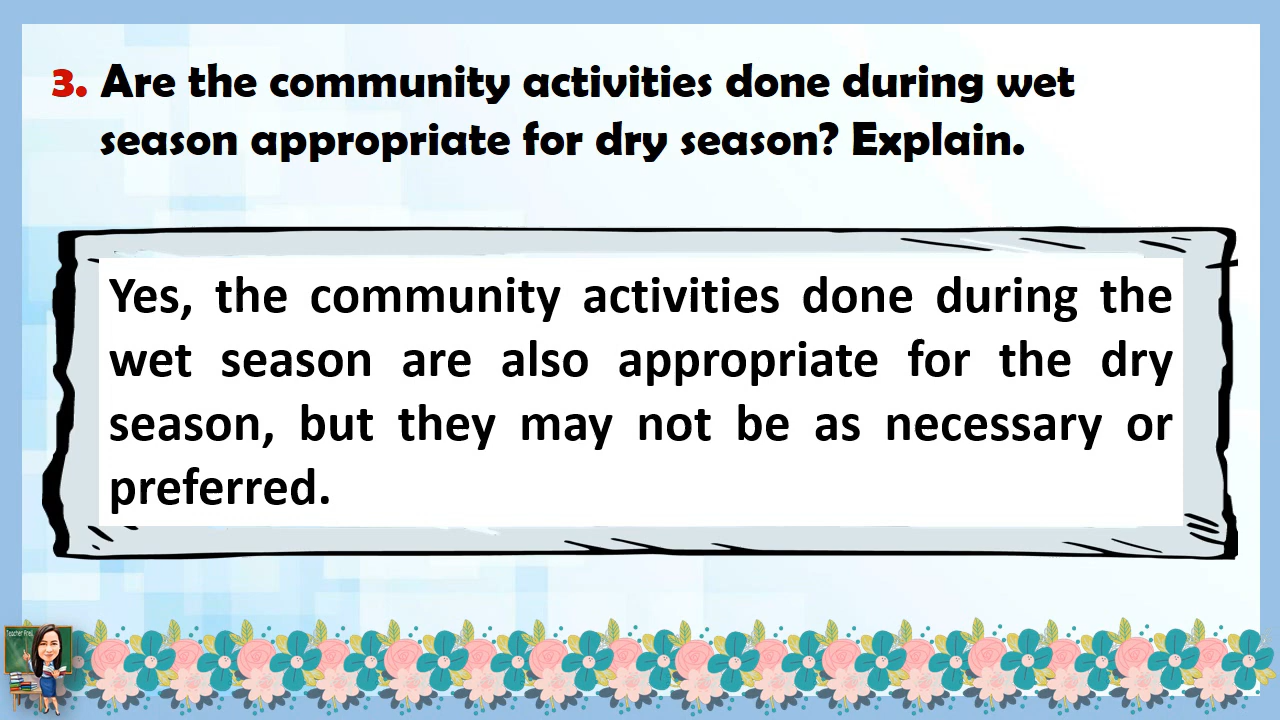 3. Are the community activities done during wet
season appropriate for dry season? Explain.
Yes, the community activities done during the
wet season are also appropriate for the dry
season, but they may not be as necessary or
preferred.